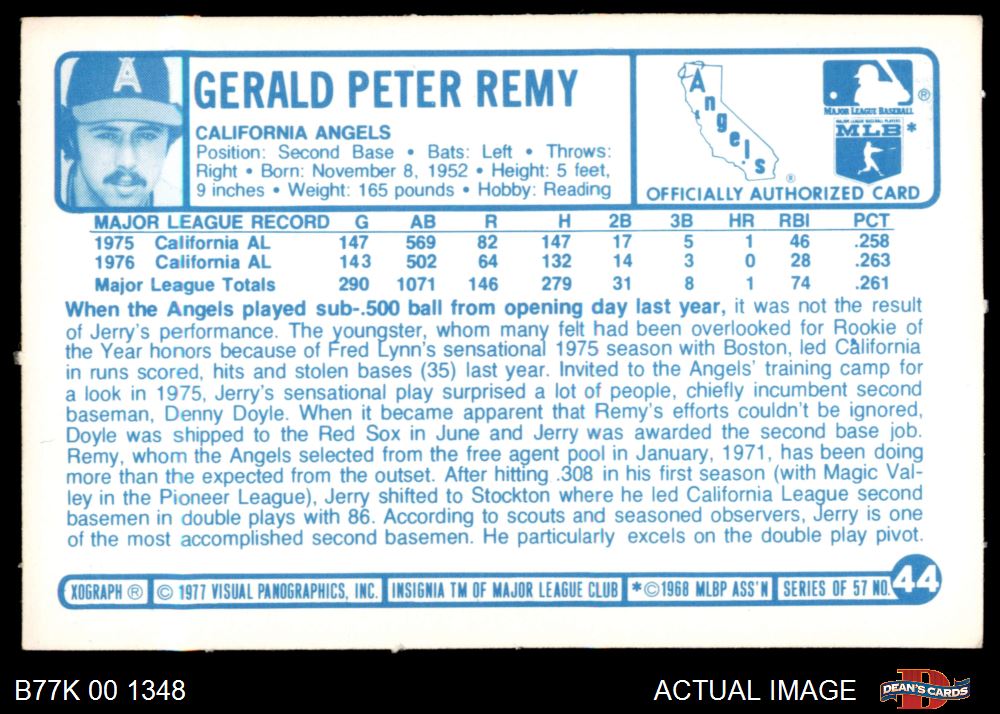 A
GERALD PETER REMY
CALIFORNIA ANGELS
Position: Second Base • Bats: Left • Throws:
Right • Born: November 8, 1952 • Height: 5 feet,
9 inches • Weight: 165 pounds • Hobby: Reading
Angels
®
MAJOR LEAGUE BASEBALL ®
MAJOR LEAGUE BASEBALL PLAYERS
MLB *
OFFICIALLY AUTHORIZED CARD
MAJOR LEAGUE RECORD G AB R H 2B 3B HR RBI PCT
1975 California AL 147 569 82 147 17 5 1 46 .258
1976 California AL 143 502 64 132 14 3 0 28 .263
Major League Totals 290 1071 146 279 31 8 1 74 .261
When the Angels played sub-.500 ball from opening day last year, it was not the result
of Jerry's performance. The youngster, whom many felt had been overlooked for Rookie of
the Year honors because of Fred Lynn's sensational 1975 season with Boston, led California
in runs scored, hits and stolen bases (35) last year. Invited to the Angels' training camp for
a look in 1975, Jerry's sensational play surprised a lot of people, chiefly incumbent second
baseman, Denny Doyle. When it became apparent that Remy's efforts couldn't be ignored,
Doyle was shipped to the Red Sox in June and Jerry was awarded the second base job.
Remy, whom the Angels selected from the free agent pool in January, 1971, has been doing
more than the expected from the outset. After hitting .308 in his first season (with Magic Val-
ley in the Pioneer League), Jerry shifted to Stockton where he led California League second
basemen in double plays with 86. According to scouts and seasoned observers, Jerry is one
of the most accomplished second basemen. He particularly excels on the double play pivot.
XOGRAPH ® © 1977 VISUAL PANOGRAPHICS, INC. INSIGNIA TM OF MAJOR LEAGUE CLUB *©1968 MLBP ASS'N SERIES OF 57 NO. 44
B77K 00 1348
ACTUAL IMAGE
DEAN'S CARDS